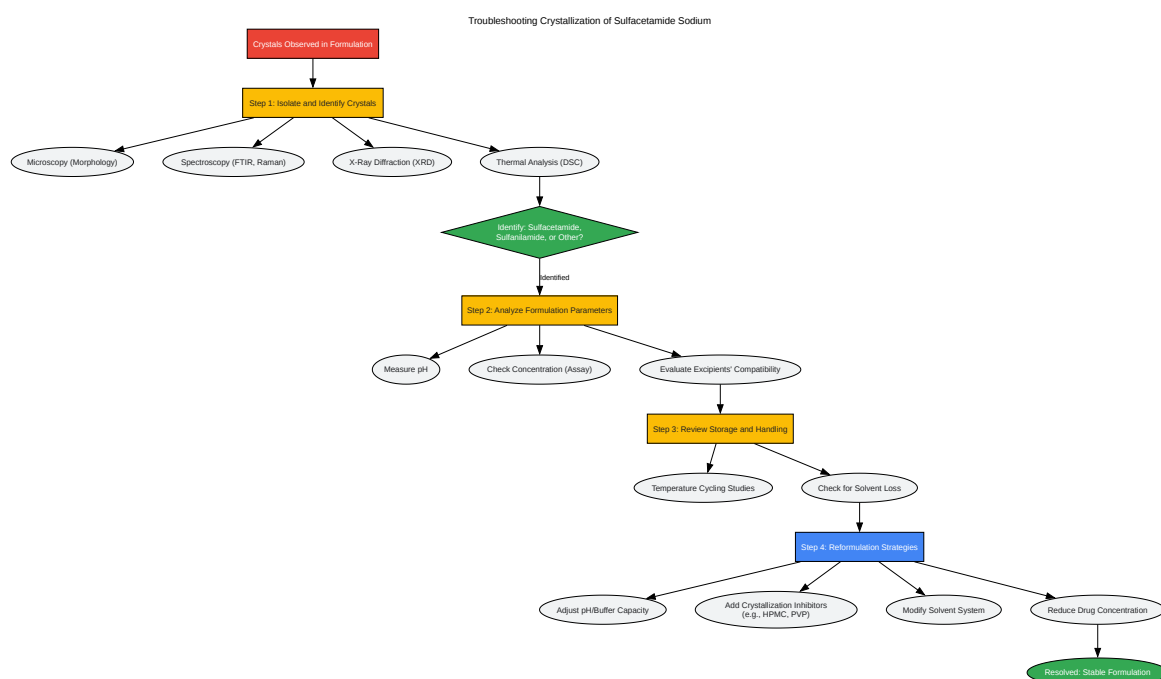 Troubleshooting Crystallization of Sulfacetamide Sodium
Crystals Observed in Formulation
Step 1: Isolate and Identify Crystals
Microscopy (Morphology)
Spectroscopy (FTIR, Raman)
X-Ray Diffraction (XRD)
Thermal Analysis (DSC)
Identify: Sulfacetamide,
Sulfanilamide, or Other?
Identified
Step 2: Analyze Formulation Parameters
Measure pH
Check Concentration (Assay)
Evaluate Excipients' Compatibility
Step 3: Review Storage and Handling
Temperature Cycling Studies
Check for Solvent Loss
Step 4: Reformulation Strategies
Adjust pH/Buffer Capacity
Add Crystallization Inhibitors
(e.g., HPMC, PVP)
Modify Solvent System
Reduce Drug Concentration
Resolved: Stable Formulation